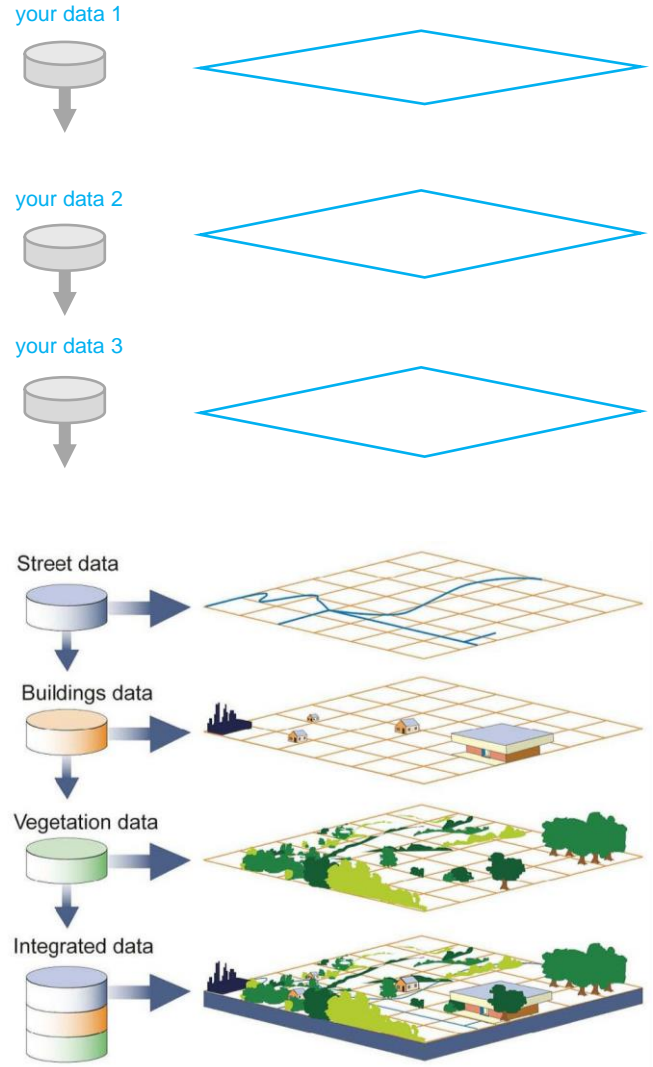 your data 1
your data 2
your data 3
Street data
Buildings data
Vegetation data
Integrated data